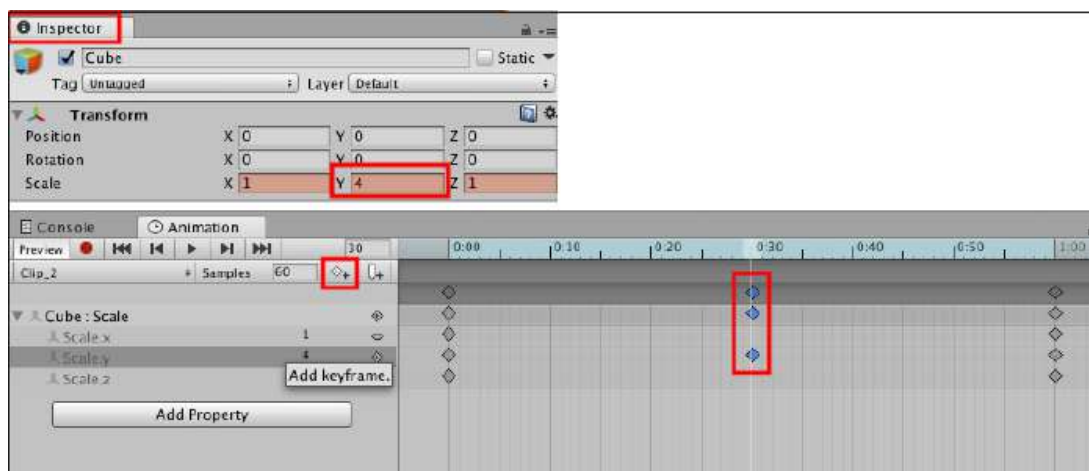 Inspector
Cube
Static
Tag Untagged Layer Default
Transform
Position X 0 Y 0 Z 0
Rotation X 0 Y 0 Z 0
Scale X 1 Y 4 Z 1
Console Animation
Preview 30 0:00 0:10 0:20 0:30 0:40 0:50 1:00
Clip_2 Samples 60
Cube : Scale
Scale.x 1
Scale.y 4
Scale.z
Add keyframe.
Add Property